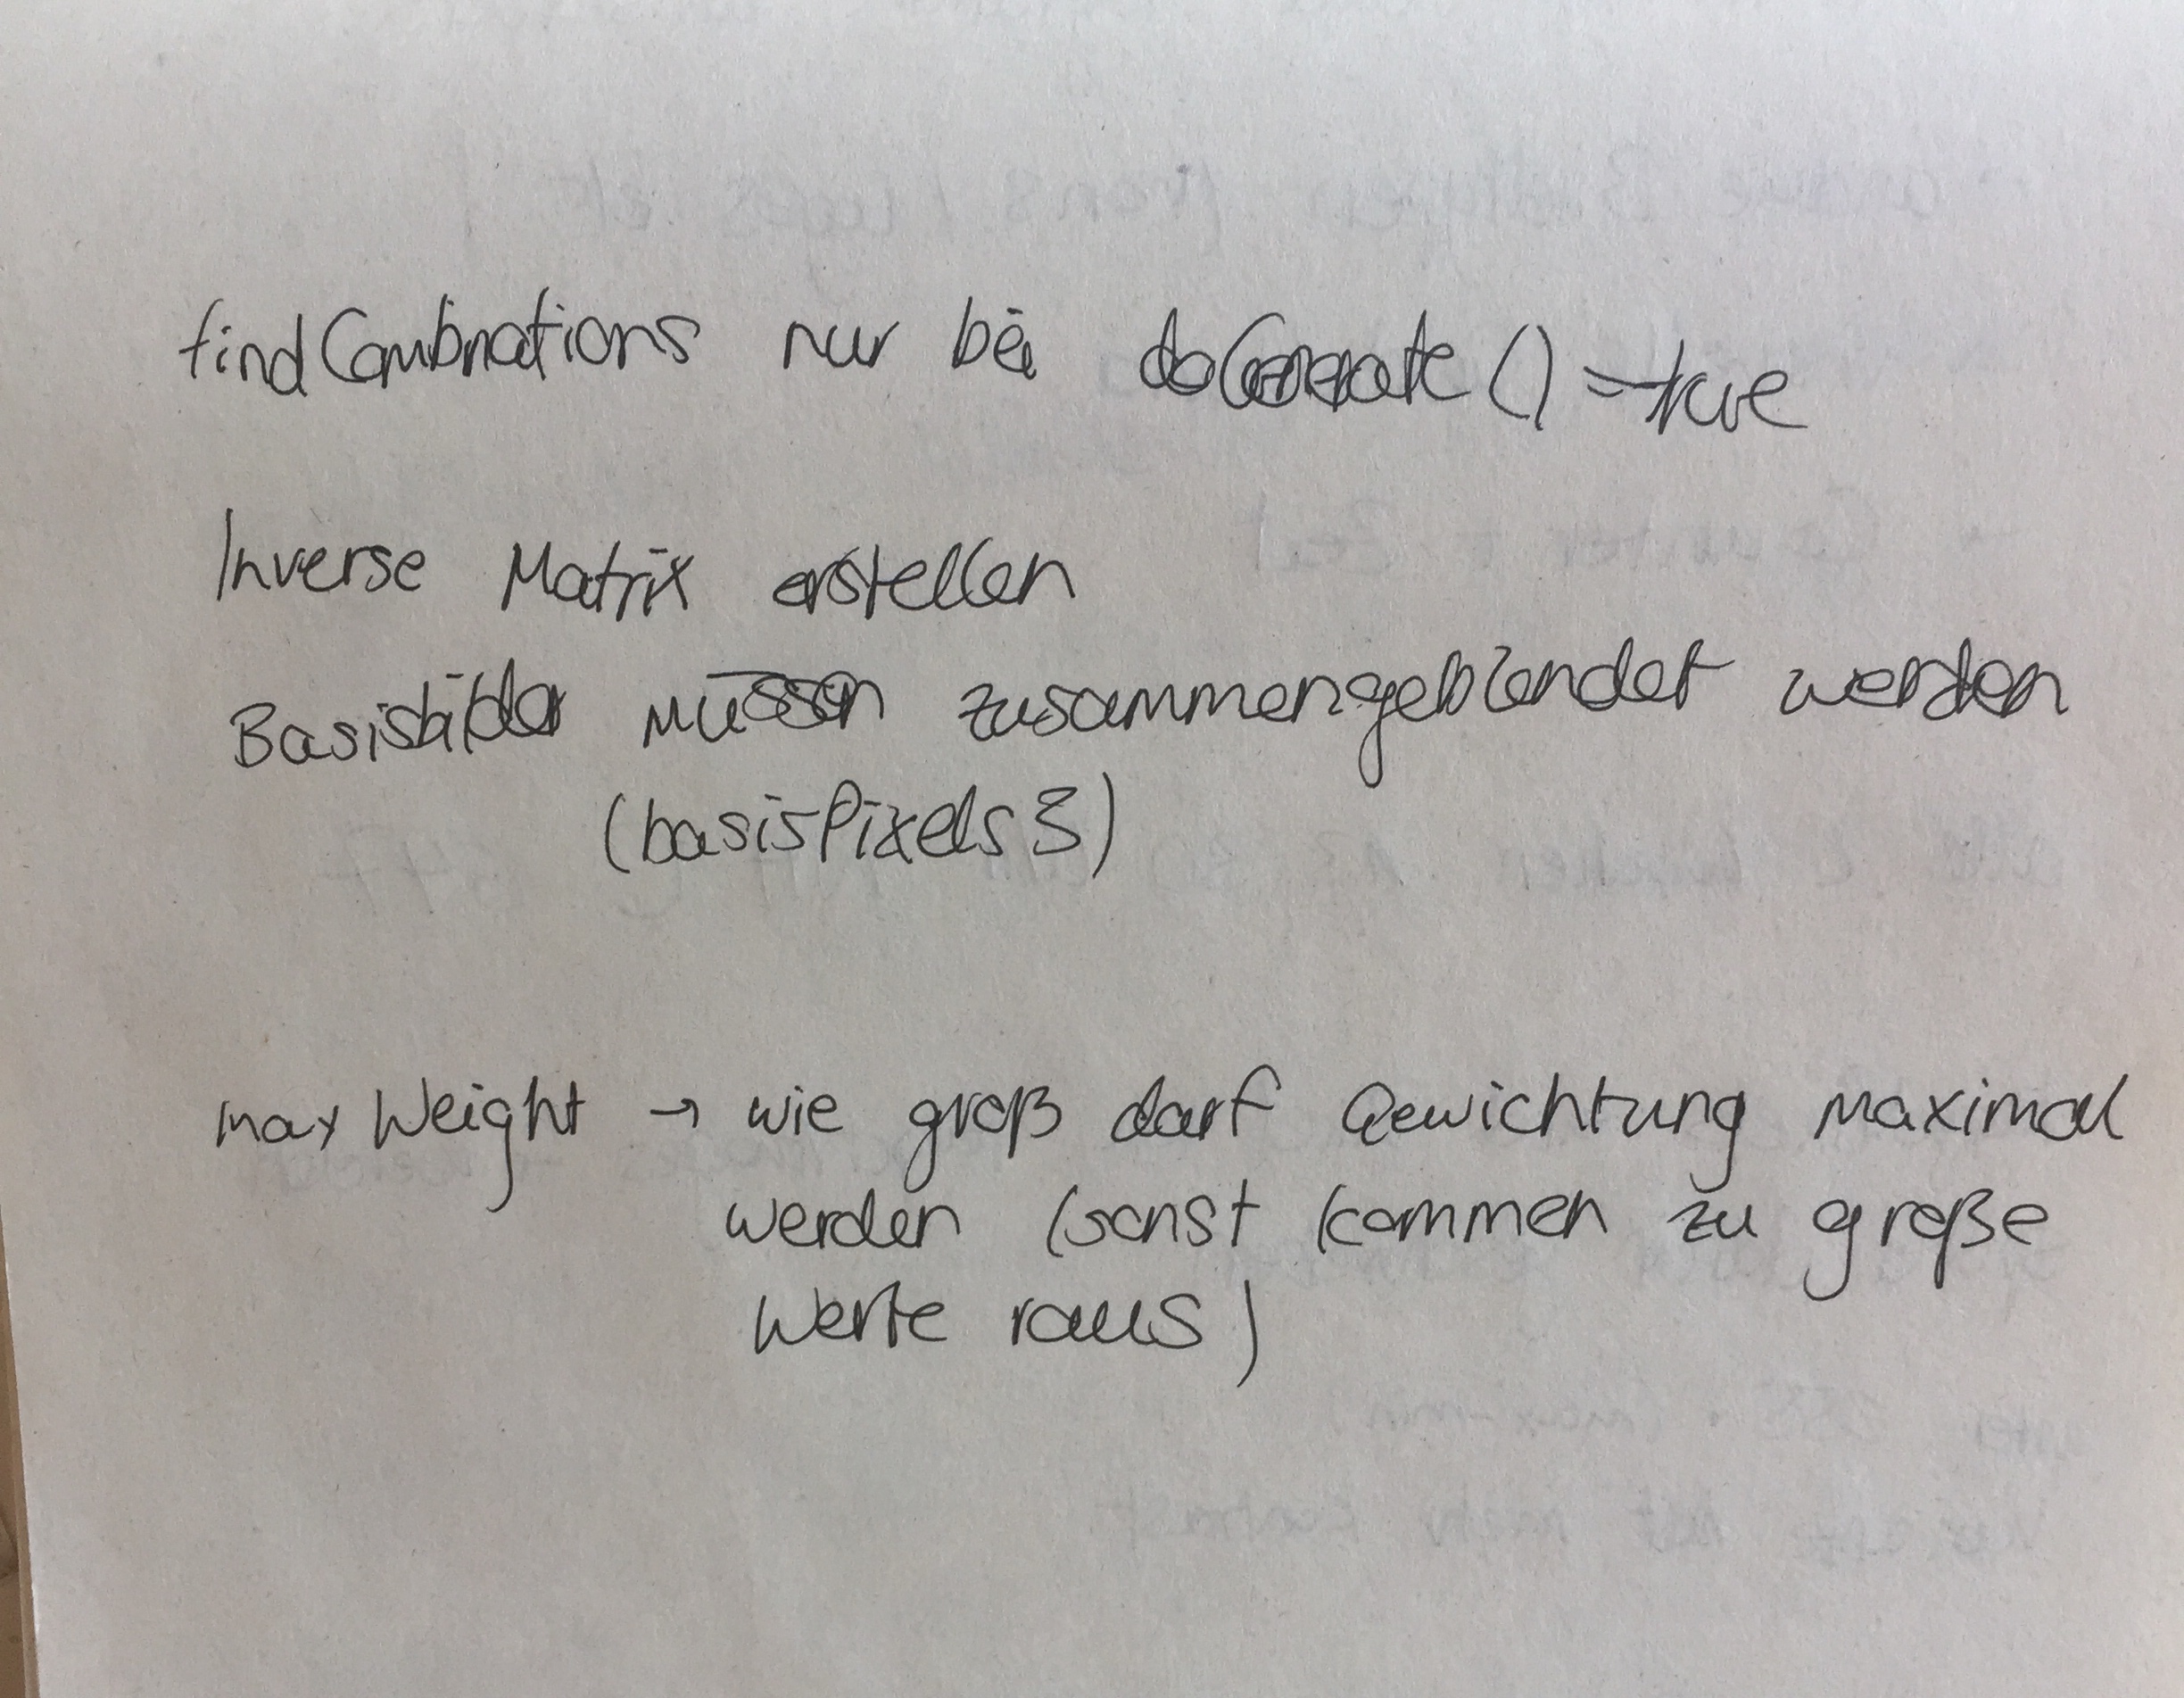 findCombinations nur bei doGenerate() = true
Inverse Matrix erstellen
Basisbilder müssen zusammengeblendet werden
(basisPixels3)
maxWeight → wie groß darf Gewichtung maximal
werden (sonst kommen zu große
Werte raus)